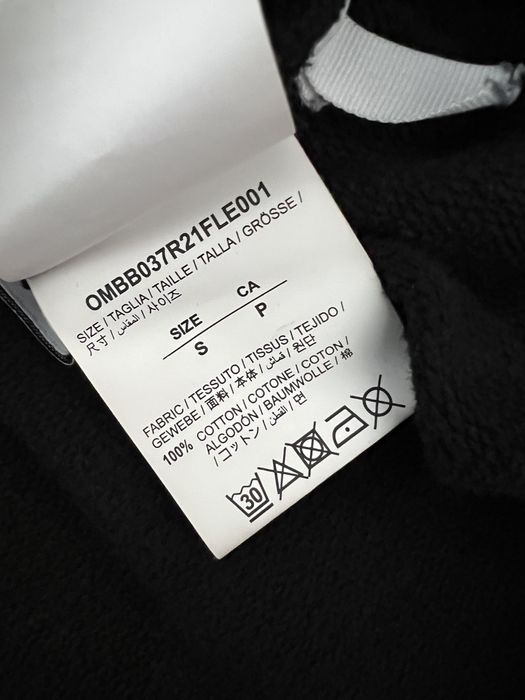 OMBB037R21FLE001
SIZE / TAGLIA / TAILLE / TALLA / GRÖSSE /
尺寸 / المقاس / 사이즈
SIZE CA
S P
FABRIC / TESSUTO / TISSUS / TEJIDO /
GEWEBE / 面料 / 本体 / قماش / 원단
100% COTTON / COTONE / COTON /
ALGODÓN / BAUMWOLLE / 棉
/ コットン / القطن / 면
30